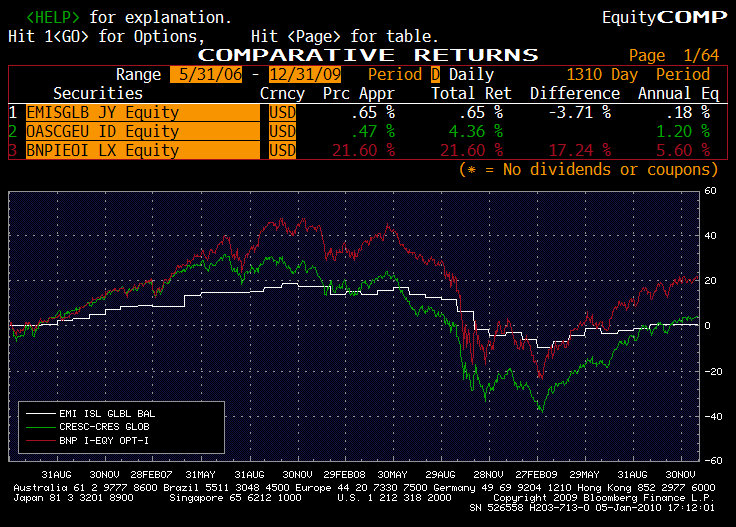 <HELP> for explanation. EquityCOMP
Hit 1<GO> for Options, Hit <Page> for table.
COMPARATIVE RETURNS Page 1/64
Range 5/31/06 - 12/31/09 Period D Daily 1310 Day Period
Securities Crncy Prc Appr Total Ret Difference Annual Eq
1 EMISGLB JY Equity USD .65 % .65 % -3.71 % .18 %
2 OASCGEU ID Equity USD .47 % 4.36 % 1.20 %
3 BNPIEOI LX Equity USD 21.60 % 21.60 % 17.24 % 5.60 %
(* = No dividends or coupons)
60
40
20
0
-20
-40
-60
EMI ISL GLBL BAL
CRESC-CRES GLOB
BNP I-EQY OPT-I
31AUG 30NOV 28FEB07 31MAY 31AUG 30NOV 29FEB08 30MAY 29AUG 28NOV 27FEB09 29MAY 31AUG 30NOV
Australia 61 2 9777 8600 Brazil 5511 3048 4500 Europe 44 20 7330 7500 Germany 49 69 9204 1210 Hong Kong 852 2977 6000
Japan 81 3 3201 8900 Singapore 65 6212 1000 U.S. 1 212 318 2000 Copyright 2009 Bloomberg Finance L.P.
SN 526558 H203-713-0 05-Jan-2010 17:12:01